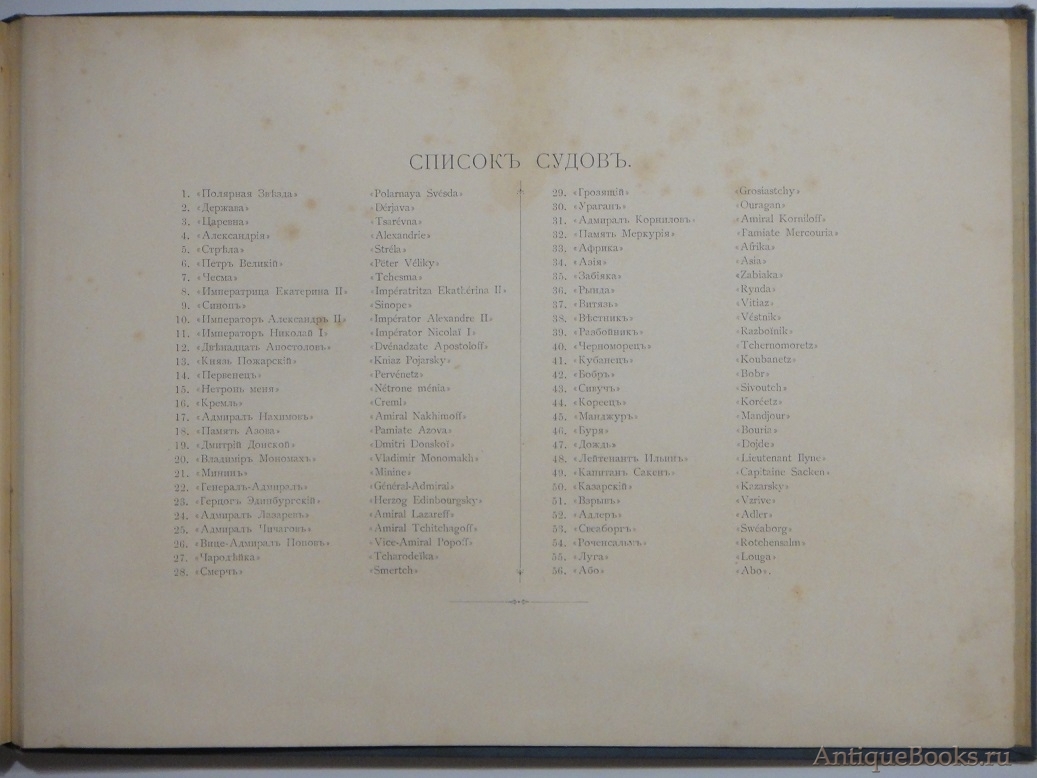 СПИСОКЪ СУДОВЪ.
1. «Полярная Звѣзда» «Polarnaya Svésda»
2. «Держава» «Dérjava»
3. «Царевна» «Tsarévna»
4. «Александрія» «Alexandrie»
5. «Стрѣла» «Stréla»
6. «Петръ Великій» «Péter Véliky»
7. «Чесма» «Tchesma»
8. «Императрица Екатерина II» «Impératritza Ekathérina II»
9. «Синопъ» «Sinope»
10. «Императоръ Александръ II» «Impérator Alexandre II»
11. «Императоръ Николай I» «Impérator Nicolaï I»
12. «Двѣнадцать Апостоловъ» «Dvénadzate Apostoloff»
13. «Князь Пожарскій» «Kniaz Pojarsky»
14. «Первенецъ» «Pervénetz»
15. «Нетронь меня» «Nétrone ménia»
16. «Кремль» «Creml»
17. «Адмиралъ Нахимовъ» «Amiral Nakhimoff»
18. «Память Азова» «Pamiate Azova»
19. «Дмитрій Донской» «Dmitri Donskoï»
20. «Владиміръ Мономахъ» «Vladimir Monomakh»
21. «Мининъ» «Minine»
22. «Генералъ-Адмиралъ» «Général-Admiral»
23. «Герцогъ Эдинбургскій» «Herzog Edinbourgsky»
24. «Адмиралъ Лазаревъ» «Amiral Lazareff»
25. «Адмиралъ Чичаговъ» «Amiral Tchitchagoff»
26. «Вице-Адмиралъ Поповъ» «Vice-Amiral Popoff»
27. «Чародѣйка» «Tcharodeïka»
28. «Смерчъ» «Smertch»
29. «Грозящій» «Grosiastchy»
30. «Ураганъ» «Ouragan»
31. «Адмиралъ Корниловъ» «Amiral Korniloff»
32. «Память Меркурія» «Pamiate Mercouria»
33. «Африка» «Afrika»
34. «Азія» «Asia»
35. «Забіяка» «Zabiaka»
36. «Рында» «Rynda»
37. «Витязь» «Vitiaz»
38. «Вѣстникъ» «Véstnik»
39. «Разбойникъ» «Razboïnik»
40. «Черноморецъ» «Tchernomoretz»
41. «Кубанецъ» «Koubanetz»
42. «Бобръ» «Bobr»
43. «Сивучъ» «Sivoutch»
44. «Кореецъ» «Koréetz»
45. «Манджуръ» «Mandjour»
46. «Буря» «Bouria»
47. «Дождь» «Dojde»
48. «Лейтенантъ Ильинъ» «Lieutenant Ilyne»
49. «Капитанъ Сакенъ» «Capitaine Sacken»
50. «Казарскій» «Kazarsky»
51. «Взрывъ» «Vzrive»
52. «Адлеръ» «Adler»
53. «Свеаборгъ» «Swéaborg»
54. «Роченсальмъ» «Rotchensalm»
55. «Луга» «Louga»
56. «Або» «Abo».
AntiqueBooks.ru